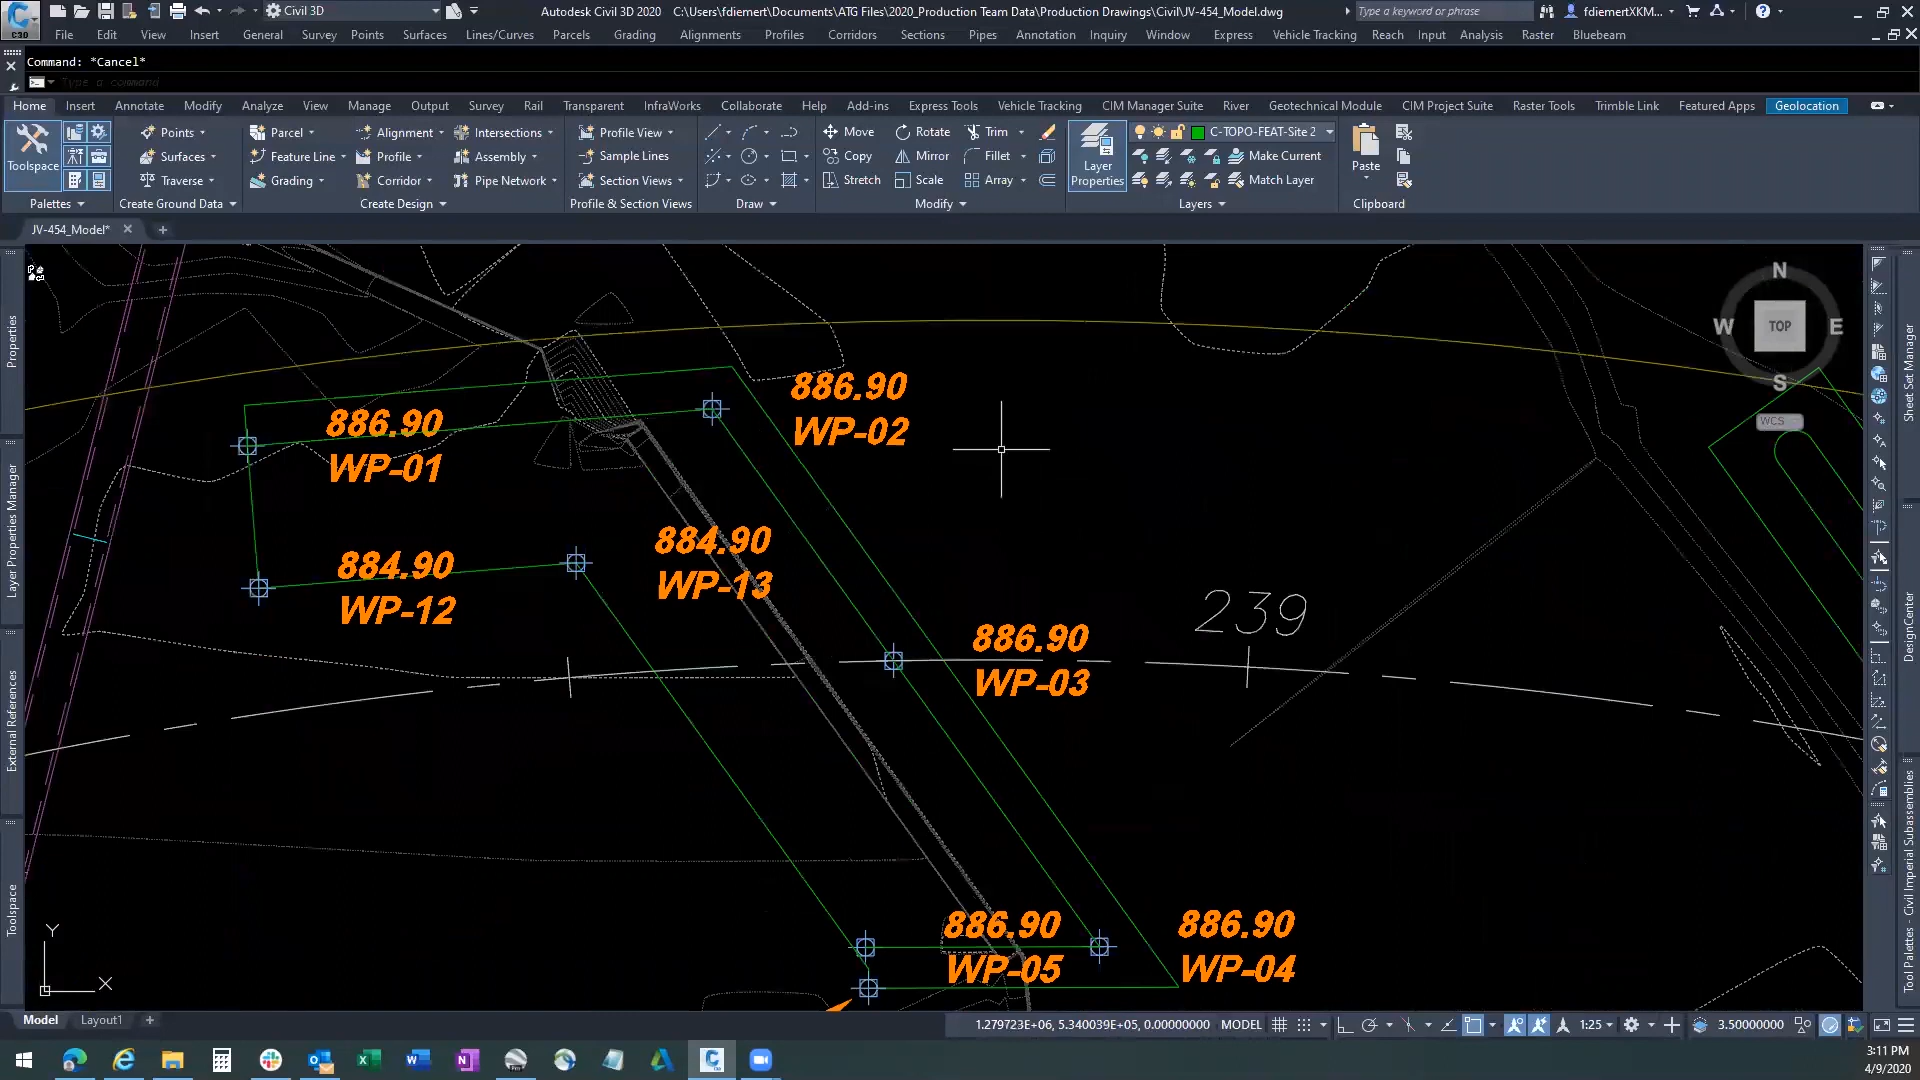 Civil 3D
Autodesk Civil 3D 2020 C:\Users\fdiemert\Documents\ATG Files\2020_Production Team Data\Production Drawings\Civil\JV-454_Model.dwg
Type a keyword or phrase
fdiemertXKM...
C3D
File Edit View Insert General Survey Points Surfaces Lines/Curves Parcels Grading Alignments Profiles Corridors Sections Pipes Annotation Inquiry Window Express Vehicle Tracking Reach Input Analysis Raster Bluebeam
Command: *Cancel*
Type a command
Home Insert Annotate Modify Analyze View Manage Output Survey Rail Transparent InfraWorks Collaborate Help Add-ins Express Tools Vehicle Tracking CIM Manager Suite River Geotechnical Module CIM Project Suite Raster Tools Trimble Link Featured Apps Geolocation
Toolspace
Points
Surfaces
Traverse
Parcel
Feature Line
Grading
Alignment
Profile
Corridor
Intersections
Assembly
Pipe Network
Profile View
Sample Lines
Section Views
Move
Copy
Stretch
Rotate
Mirror
Scale
Trim
Fillet
Array
Layer Properties
C-TOPO-FEAT-Site 2
Make Current
Match Layer
Paste
Palettes Create Ground Data Create Design Profile & Section Views Draw Modify Layers Clipboard
JV-454_Model*
Properties
Layer Properties Manager
External References
Toolspace
886.90
WP-01
886.90
WP-02
884.90
WP-12
884.90
WP-13
886.90
WP-03
239
886.90
WP-05
886.90
WP-04
N
W
TOP
E
S
WCS
Y
X
Sheet Set Manager
DesignCenter
Tool Palettes - Civil Imperial Subassemblies
Model Layout1
1.279723E+06, 5.340039E+05, 0.00000000 MODEL
1:25
3.50000000
3:11 PM
4/9/2020